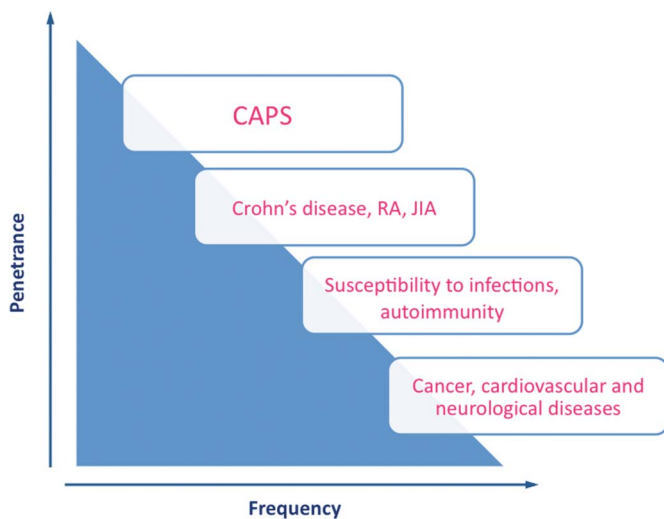 CAPS
Crohn’s disease, RA, JIA
Susceptibility to infections,
autoimmunity
Cancer, cardiovascular and
neurological diseases
Penetrance
Frequency